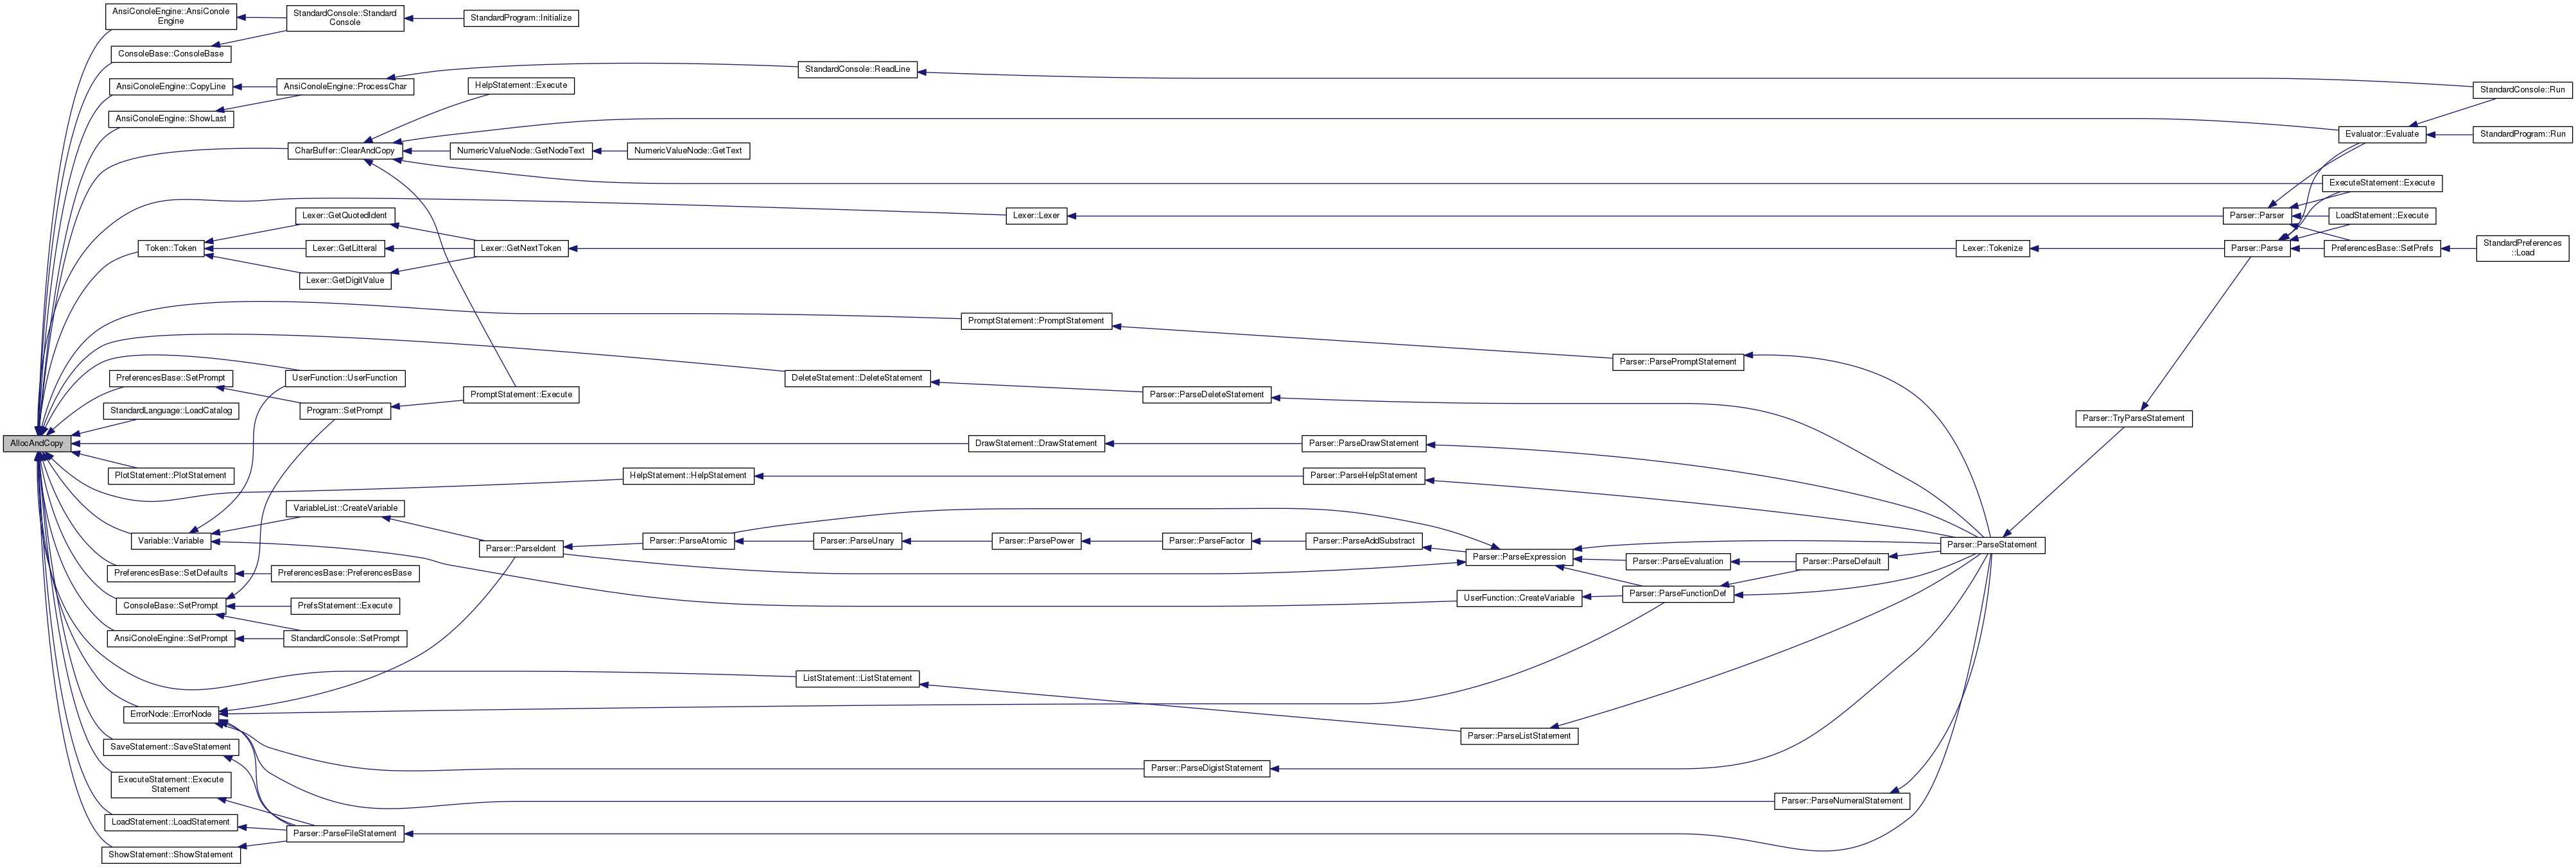 AnsiConoleEngine::AnsiConole
Engine
StandardConsole::Standard
Console
StandardProgram::Initialize
ConsoleBase::ConsoleBase
StandardConsole::ReadLine
AnsiConoleEngine::CopyLine
AnsiConoleEngine::ProcessChar
HelpStatement::Execute
StandardConsole::Run
AnsiConoleEngine::ShowLast
Evaluator::Evaluate
StandardProgram::Run
CharBuffer::ClearAndCopy
NumericValueNode::GetNodeText
NumericValueNode::GetText
ExecuteStatement::Execute
Lexer::GetQuotedIdent
Lexer::Lexer
Parser::Parser
LoadStatement::Execute
Token::Token
Lexer::GetLitteral
Lexer::GetNextToken
Lexer::Tokenize
Parser::Parse
PreferencesBase::SetPrefs
StandardPreferences
::Load
Lexer::GetDigitValue
PromptStatement::PromptStatement
Parser::ParsePromptStatement
PreferencesBase::SetPrompt
UserFunction::UserFunction
DeleteStatement::DeleteStatement
PromptStatement::Execute
Parser::ParseDeleteStatement
StandardLanguage::LoadCatalog
Program::SetPrompt
Parser::TryParseStatement
AllocAndCopy
DrawStatement::DrawStatement
Parser::ParseDrawStatement
PlotStatement::PlotStatement
HelpStatement::HelpStatement
Parser::ParseHelpStatement
VariableList::CreateVariable
Variable::Variable
Parser::ParseIdent
Parser::ParseAtomic
Parser::ParseUnary
Parser::ParsePower
Parser::ParseFactor
Parser::ParseAddSubstract
Parser::ParseExpression
Parser::ParseEvaluation
Parser::ParseDefault
Parser::ParseStatement
PreferencesBase::SetDefaults
PreferencesBase::PreferencesBase
UserFunction::CreateVariable
Parser::ParseFunctionDef
ConsoleBase::SetPrompt
PrefsStatement::Execute
AnsiConoleEngine::SetPrompt
StandardConsole::SetPrompt
ListStatement::ListStatement
ErrorNode::ErrorNode
Parser::ParseListStatement
SaveStatement::SaveStatement
Parser::ParseDigistStatement
ExecuteStatement::Execute
Statement
Parser::ParseNumeralStatement
LoadStatement::LoadStatement
Parser::ParseFileStatement
ShowStatement::ShowStatement